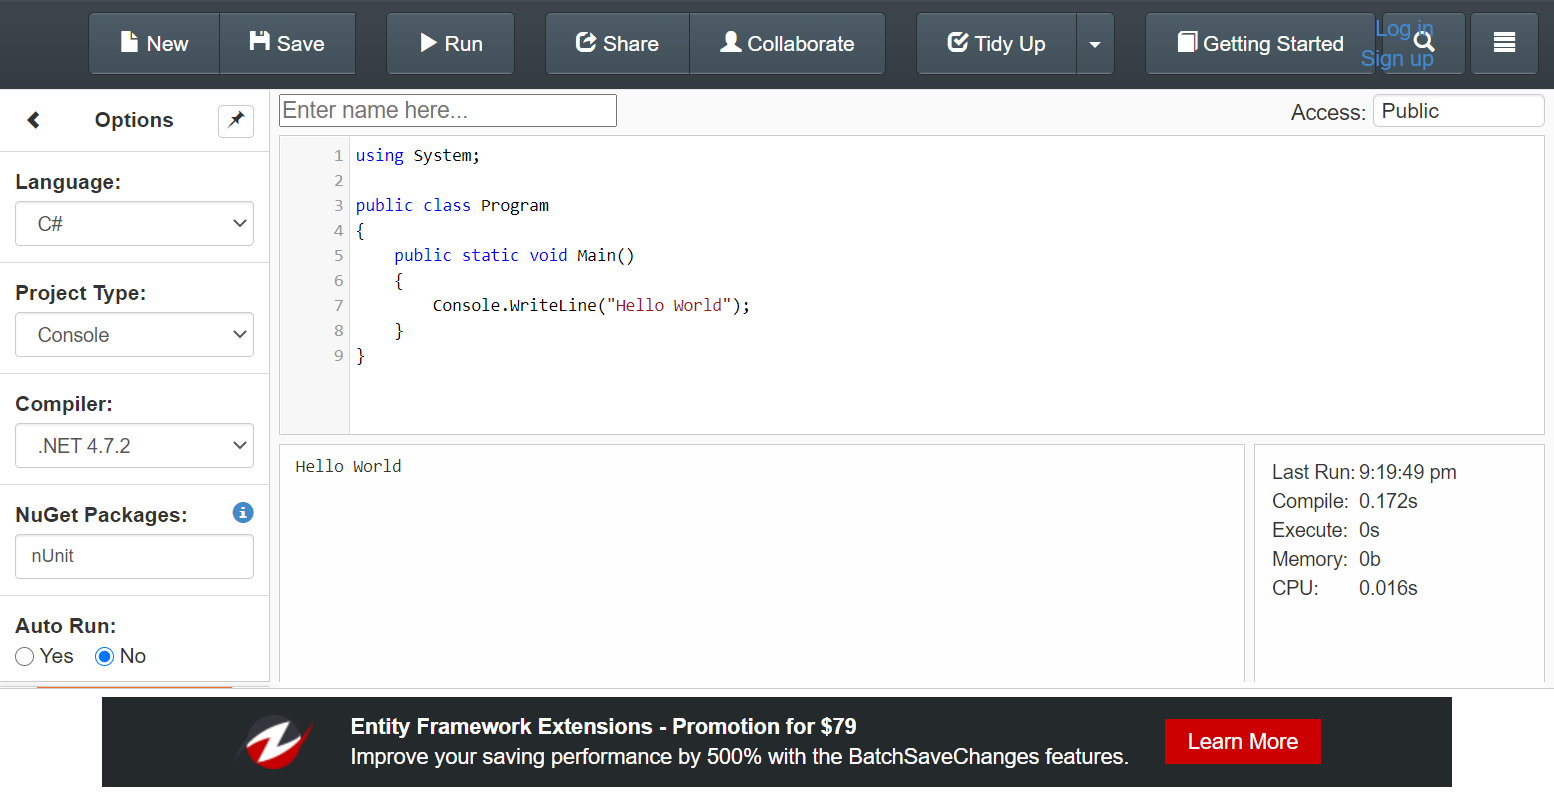 New Save Run Share Collaborate Tidy Up Getting Started Log in
Sign up
Options
Language:
C#
Project Type:
Console
Compiler:
.NET 4.7.2
NuGet Packages:
nUnit
Auto Run:
Yes No
Enter name here... Access: Public
1 using System;
2
3 public class Program
4 {
5 public static void Main()
6 {
7 Console.WriteLine("Hello World");
8 }
9 }
Hello World
Last Run: 9:19:49 pm
Compile: 0.172s
Execute: 0s
Memory: 0b
CPU: 0.016s
Entity Framework Extensions - Promotion for $79
Improve your saving performance by 500% with the BatchSaveChanges features.
Learn More